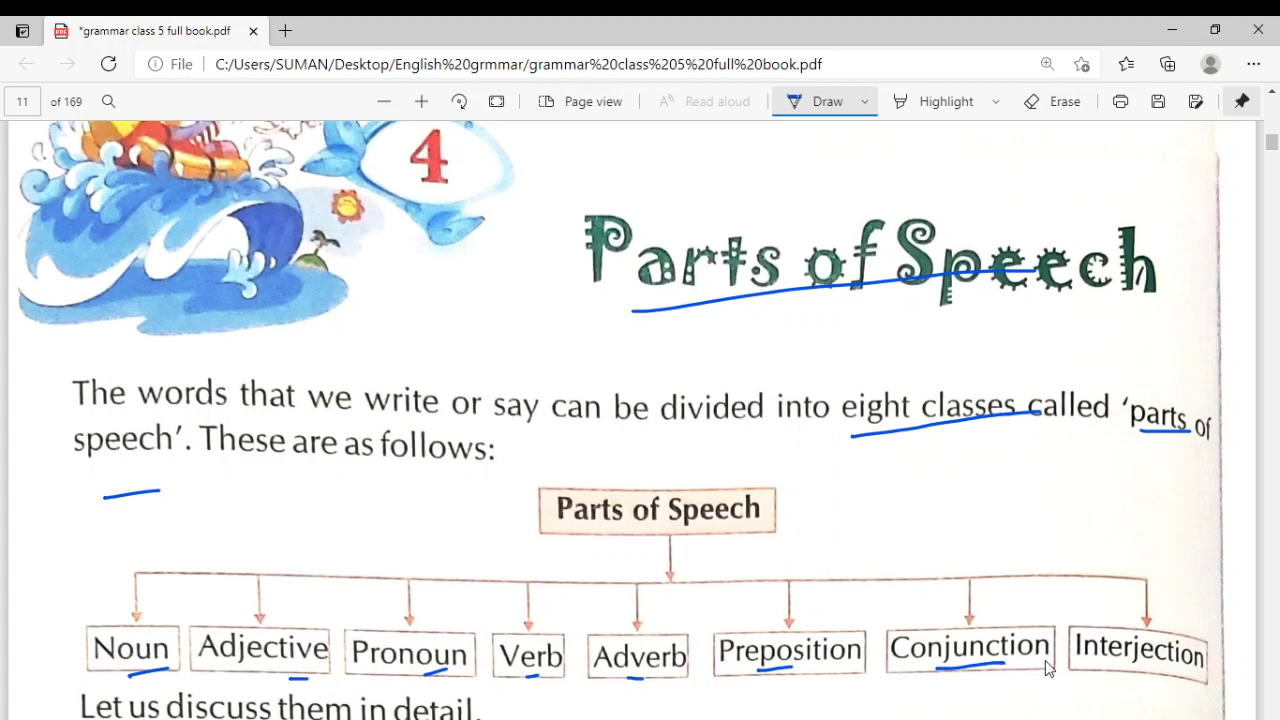 *grammar class 5 full book.pdf
File C:/Users/SUMAN/Desktop/English%20grmmar/grammar%20class%205%20full%20book.pdf
11 of 169 Page view Read aloud Draw Highlight Erase
4
Parts of Speech
The words that we write or say can be divided into eight classes called ‘parts of
speech’. These are as follows:
Parts of Speech
Noun Adjective Pronoun Verb Adverb Preposition Conjunction Interjection
Let us discuss them in detail.